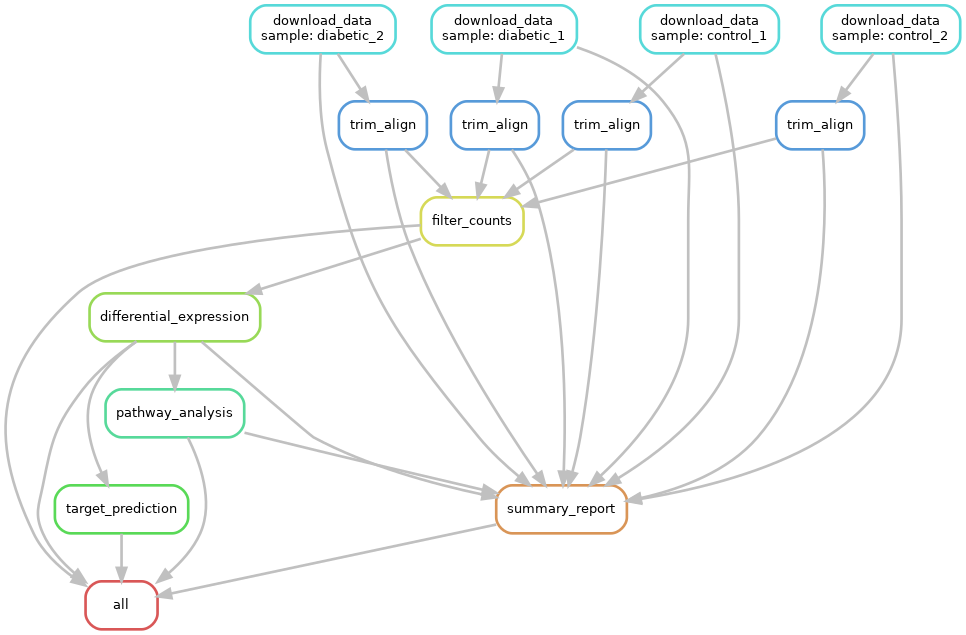 download_data
sample: diabetic_2
download_data
sample: diabetic_1
download_data
sample: control_1
download_data
sample: control_2
trim_align
trim_align
trim_align
trim_align
filter_counts
differential_expression
pathway_analysis
target_prediction
summary_report
all